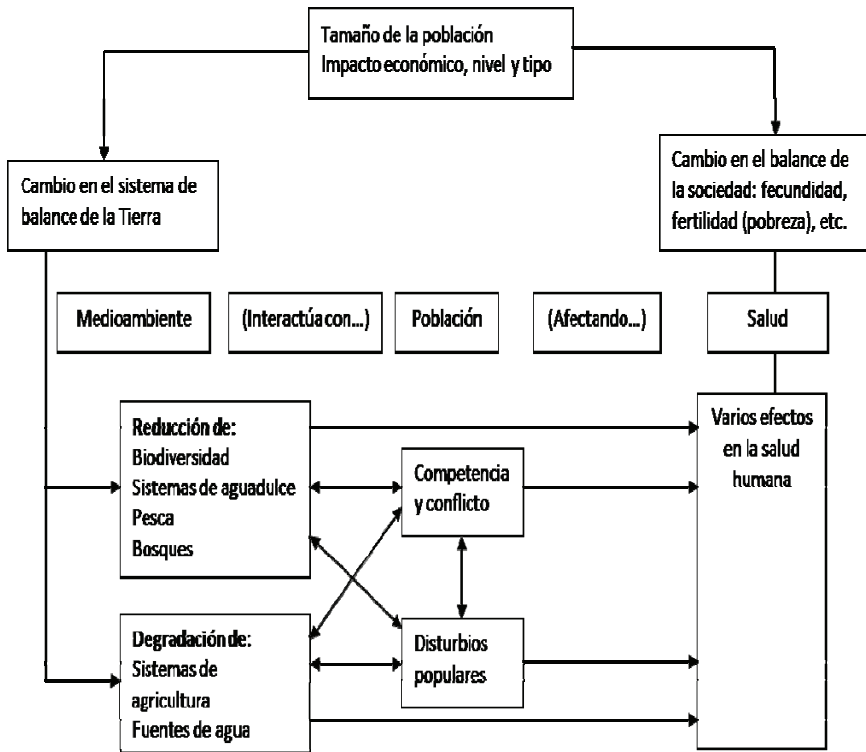 Tamaño de la población
Impacto económico, nivel y tipo
Cambio en el sistema de
balance de la Tierra
Cambio en el balance de
la sociedad: fecundidad,
fertilidad (pobreza), etc.
Medioambiente
(Interactúa con...)
Población
(Afectando...)
Salud
Reducción de:
Biodiversidad
Sistemas de aguadulce
Pesca
Bosques
Competencia
y conflicto
Varios efectos
en la salud
humana
Degradación de:
Sistemas de
agricultura
Fuentes de agua
Disturbios
populares